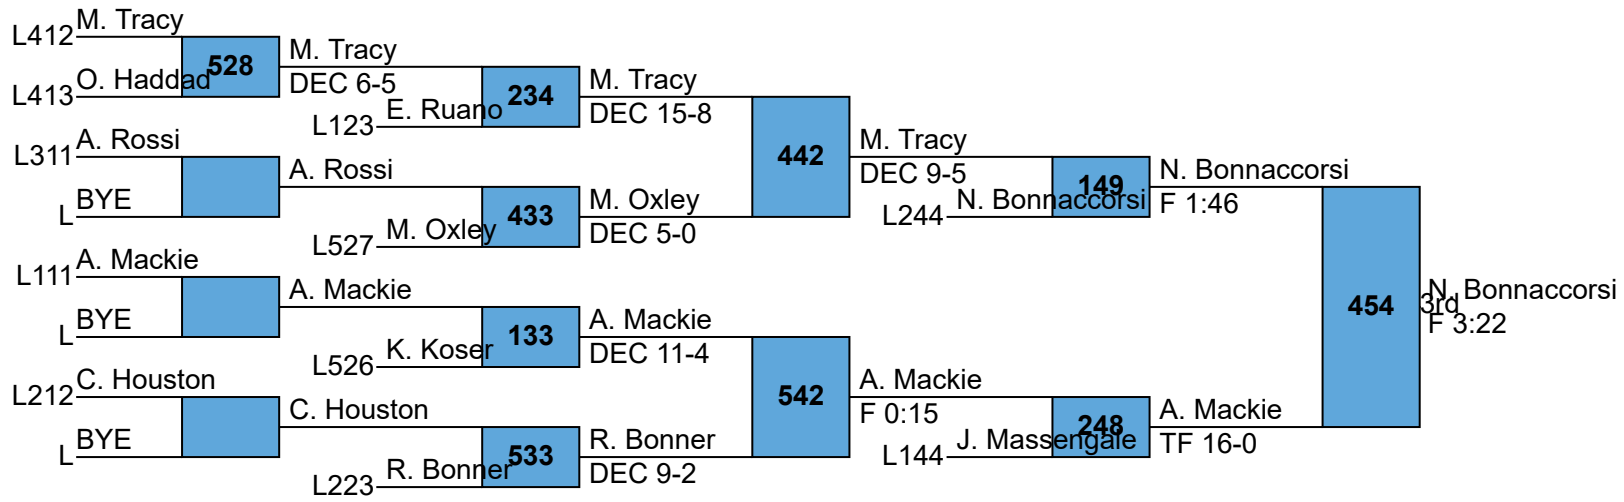 M. Tracy
L412
528
M. Tracy
O. Haddad
L413
DEC 6-5
234
M. Tracy
E. Ruano
L123
DEC 15-8
A. Rossi
L311
442
M. Tracy
A. Rossi
DEC 9-5
149
N. Bonnaccorsi
BYE
L
433
M. Oxley
L244
N. Bonnaccorsi
F 1:46
M. Oxley
L527
DEC 5-0
A. Mackie
L111
A. Mackie
454
3rd
N. Bonnaccorsi
F 3:22
BYE
L
133
A. Mackie
K. Koser
L526
DEC 11-4
C. Houston
L212
542
A. Mackie
C. Houston
F 0:15
248
A. Mackie
BYE
L
533
R. Bonner
L144
J. Massengale
TF 16-0
R. Bonner
L223
DEC 9-2